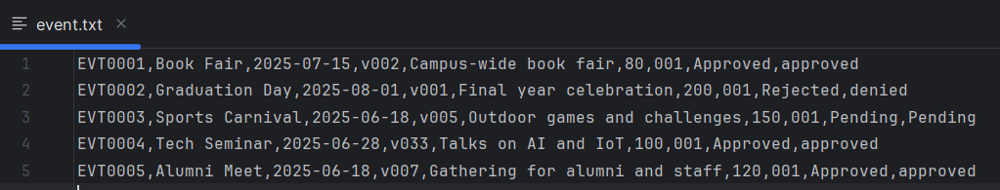 event.txt
1 EVT0001,Book Fair,2025-07-15,v002,Campus-wide book fair,80,001,Approved,approved
2 EVT0002,Graduation Day,2025-08-01,v001,Final year celebration,200,001,Rejected,denied
3 EVT0003,Sports Carnival,2025-06-18,v005,Outdoor games and challenges,150,001,Pending,Pending
4 EVT0004,Tech Seminar,2025-06-28,v033,Talks on AI and IoT,100,001,Approved,approved
5 EVT0005,Alumni Meet,2025-06-18,v007,Gathering for alumni and staff,120,001,Approved,approved